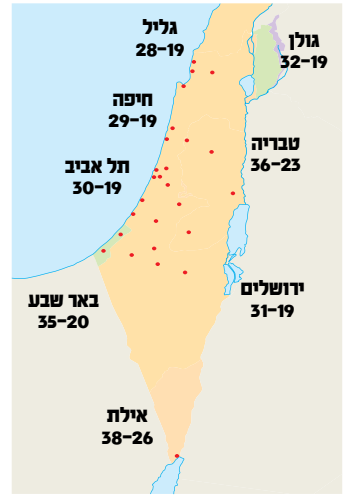 גליל
28-19
גולן
32-19
חיפה
29-19
טבריה
36-23
תל אביב
30-19
ירושלים
31-19
באר שבע
35-20
אילת
38-26